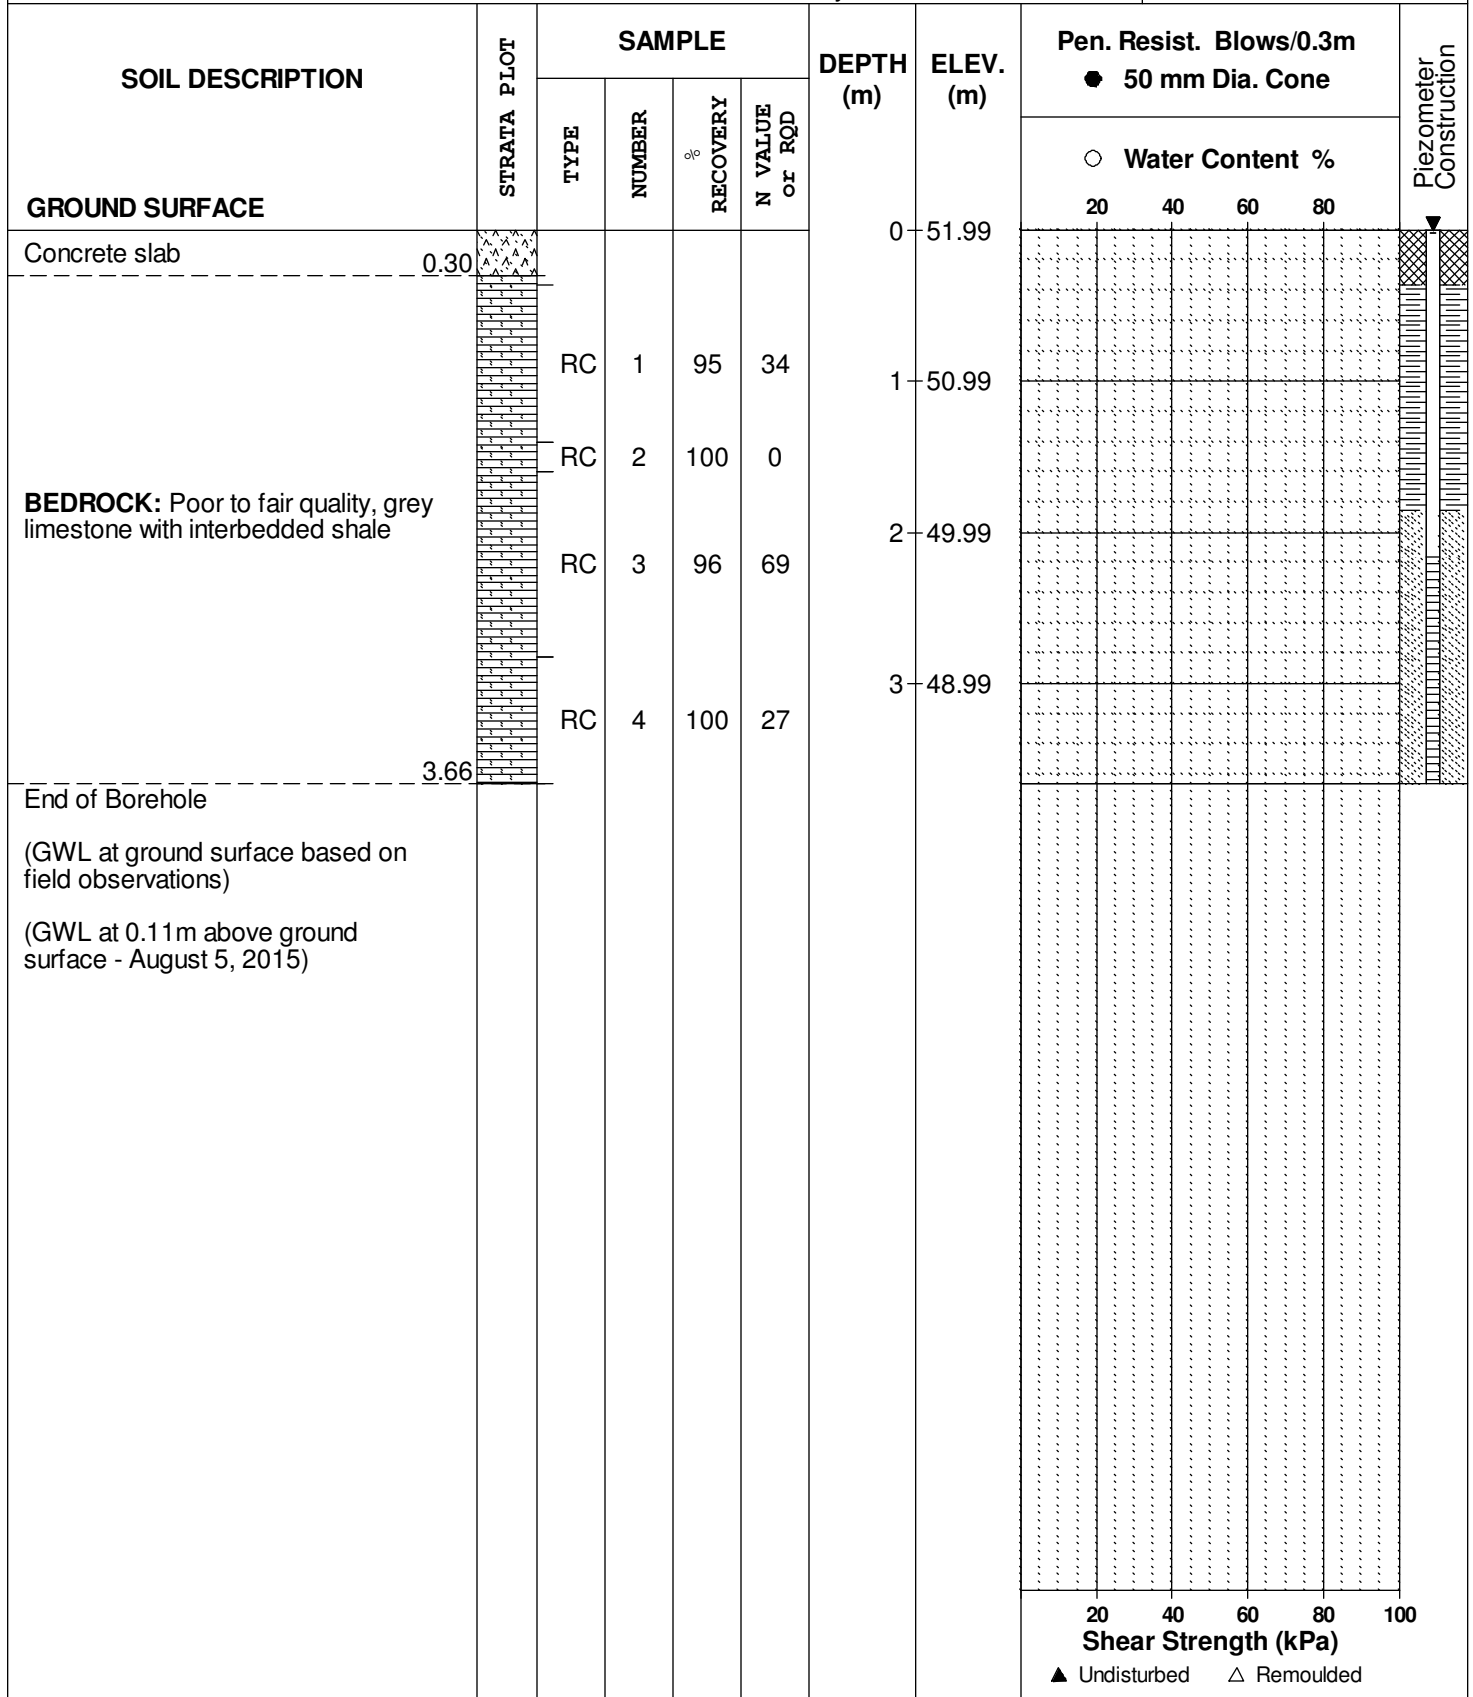 SOIL DESCRIPTION
GROUND SURFACE
STRATA PLOT
SAMPLE
TYPE
NUMBER
% RECOVERY
N VALUE or RQD
DEPTH (m)
ELEV. (m)
Pen. Resist. Blows/0.3m
● 50 mm Dia. Cone
○ Water Content %
20 40 60 80
Piezometer Construction
0 51.99
Concrete slab
0.30
RC 1 95 34
1 50.99
RC 2 100 0
BEDROCK: Poor to fair quality, grey
limestone with interbedded shale
2 49.99
RC 3 96 69
3 48.99
RC 4 100 27
3.66
End of Borehole
(GWL at ground surface based on
field observations)
(GWL at 0.11m above ground
surface - August 5, 2015)
20 40 60 80 100
Shear Strength (kPa)
▲ Undisturbed △ Remoulded